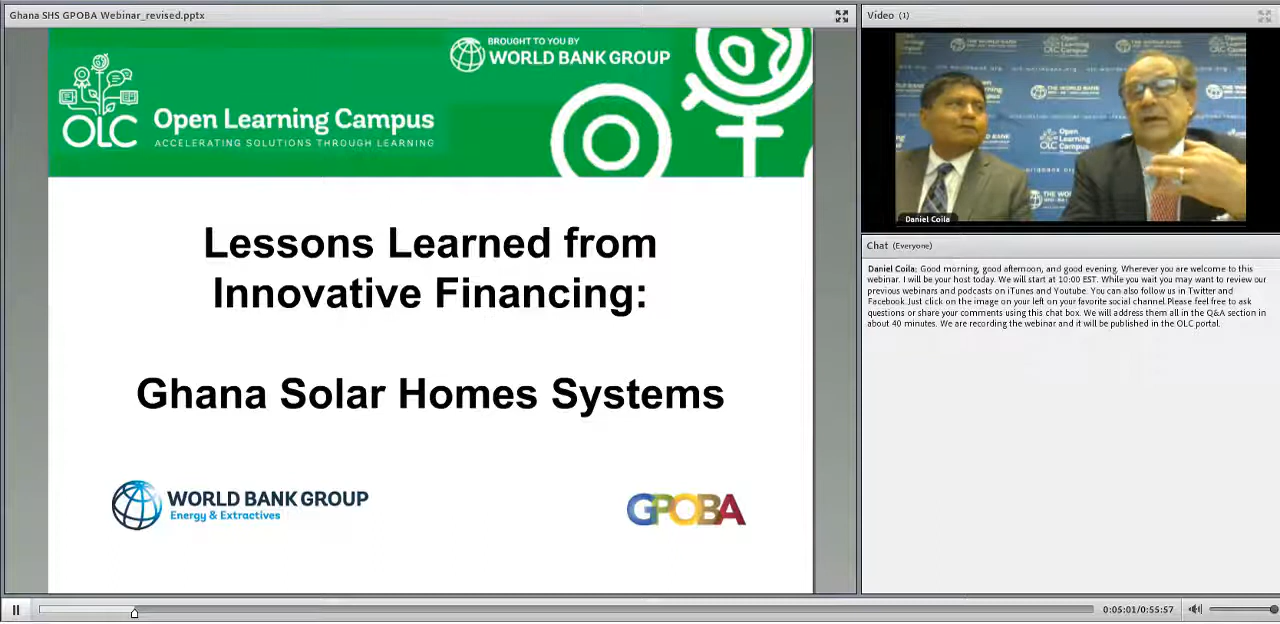 Ghana SHS GPOBA Webinar_revised.pptx
BROUGHT TO YOU BY
WORLD BANK GROUP
OLC
Open Learning Campus
ACCELERATING SOLUTIONS THROUGH LEARNING
Lessons Learned from
Innovative Financing:
Ghana Solar Homes Systems
WORLD BANK GROUP
Energy & Extractives
GPOBA
Video (1)
THE WORLD BANK
Open
Learning
Campus
OLC
Daniel Coila
Chat (Everyone)
Daniel Coila: Good morning, good afternoon, and good evening. Wherever you are welcome to this
webinar. I will be your host today. We will start at 10:00 EST. While you wait you may want to review our
previous webinars and podcasts on iTunes and Youtube. You can also follow us in Twitter and
Facebook.Just click on the image on your left on your favorite social channel.Please feel free to ask
questions or share your comments using this chat box. We will address them all in the Q&A section in
about 40 minutes. We are recording the webinar and it will be published in the OLC portal.
0:05:01/0:55:57